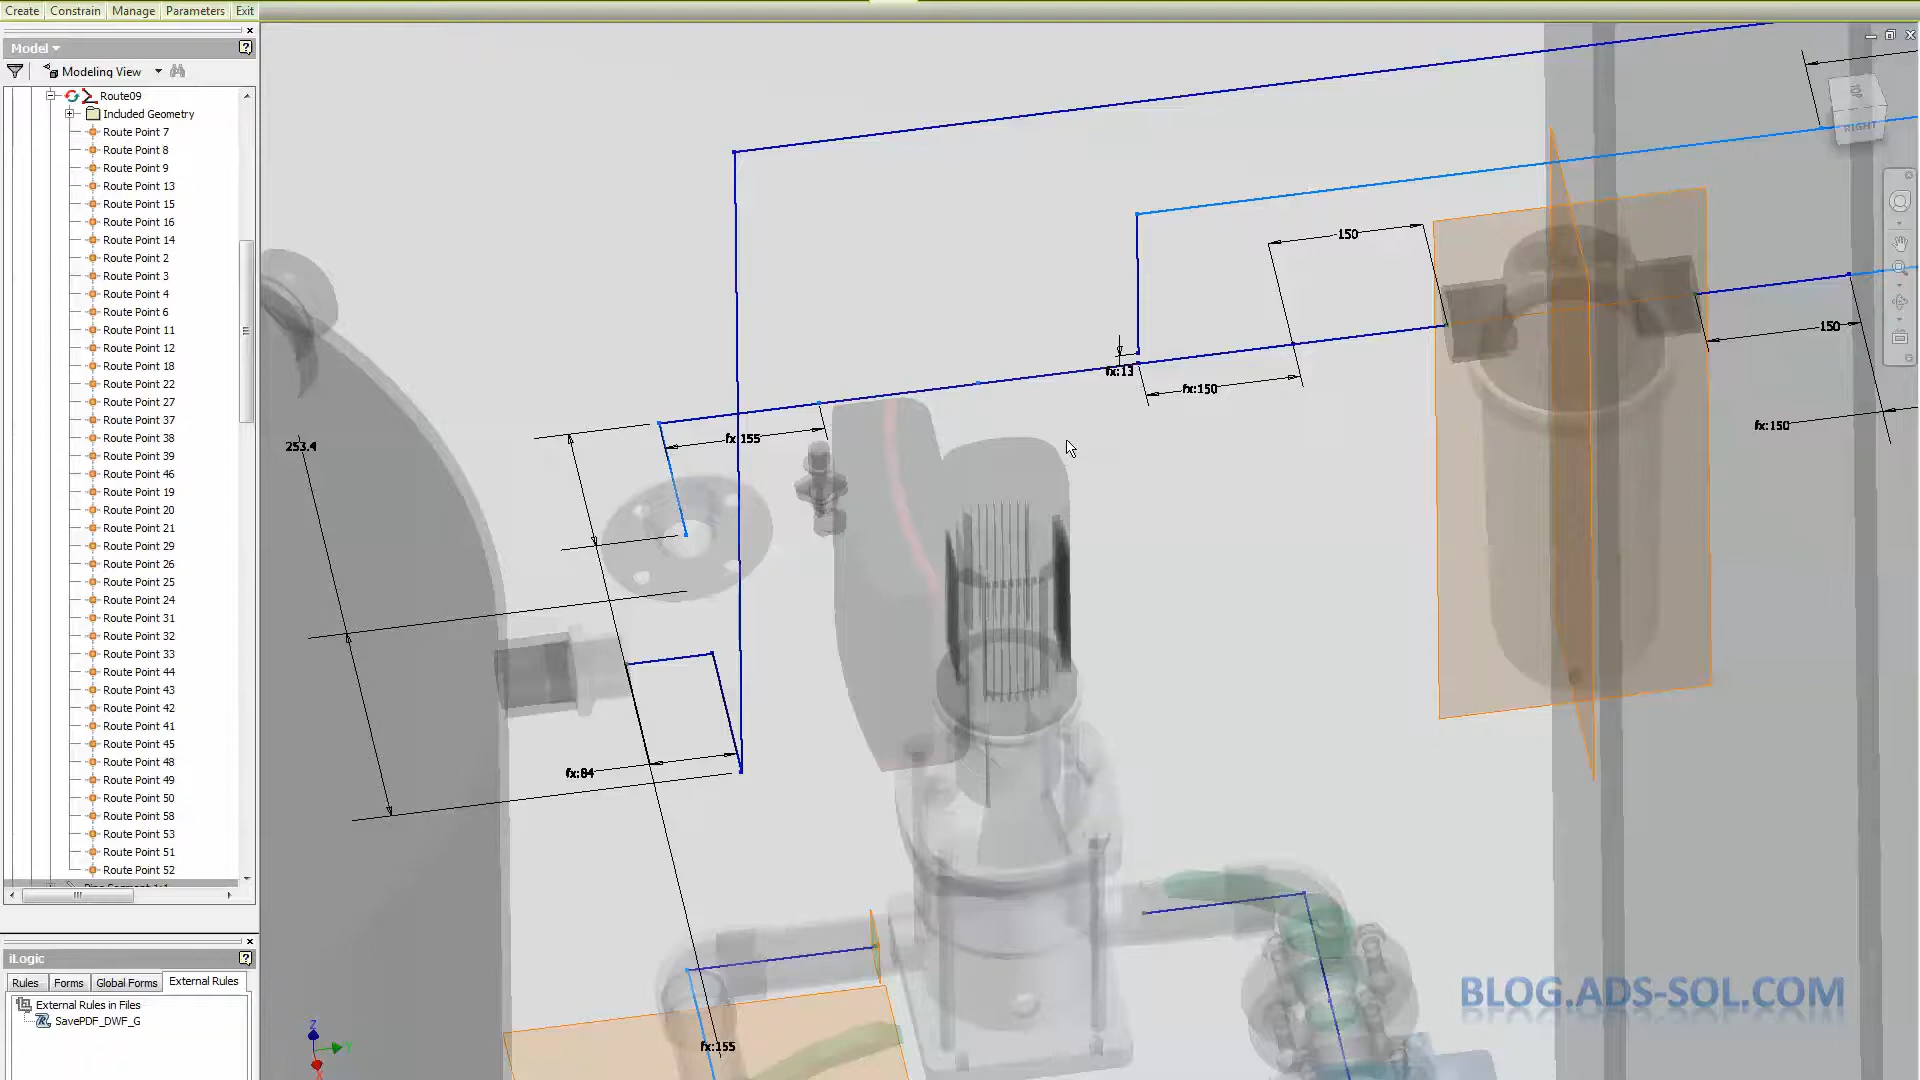 Create Constrain Manage Parameters Exit
Model
Modeling View
Route09
Included Geometry
Route Point 7
Route Point 8
Route Point 9
Route Point 13
Route Point 15
Route Point 16
Route Point 14
Route Point 2
Route Point 3
Route Point 4
Route Point 6
Route Point 11
Route Point 12
Route Point 18
Route Point 22
Route Point 27
Route Point 37
Route Point 38
Route Point 39
Route Point 46
Route Point 19
Route Point 20
Route Point 21
Route Point 29
Route Point 26
Route Point 25
Route Point 24
Route Point 31
Route Point 32
Route Point 33
Route Point 44
Route Point 43
Route Point 42
Route Point 41
Route Point 45
Route Point 48
Route Point 49
Route Point 50
Route Point 58
Route Point 53
Route Point 51
Route Point 52
iLogic
Rules Forms Global Forms External Rules
External Rules in Files
SavePDF_DWF_G
TOP
RIGHT
150
150
fx:13
fx:150
fx:150
fx:155
253.4
fx:84
fx:155
Z
Y
BLOG.ADS-SOL.COM